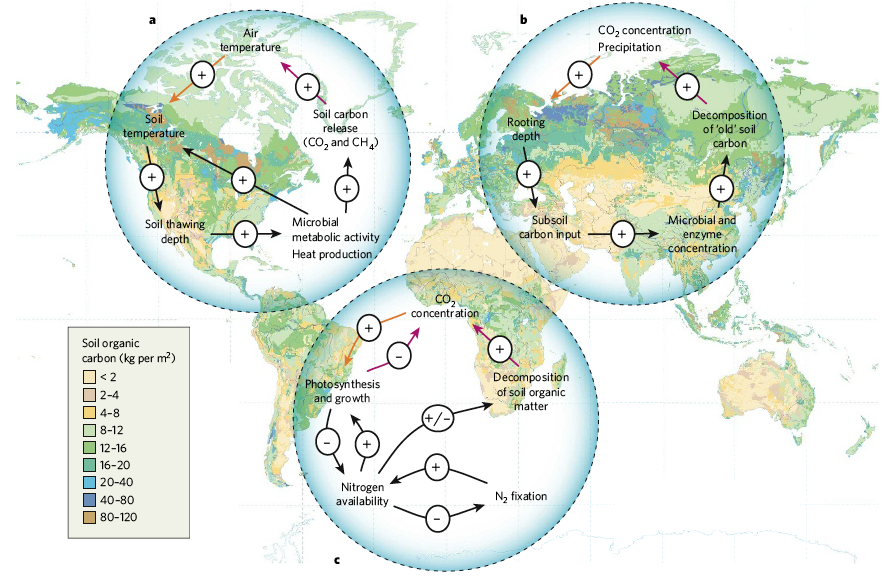 a
Air
temperature
+
+
Soil
temperature
Soil carbon
release
(CO2 and CH4)
+
+
+
Soil thawing
depth
+
Microbial
metabolic activity
Heat production
b
CO2 concentration
Precipitation
+
+
Rooting
depth
Decomposition
of 'old' soil
carbon
+
+
Subsoil
carbon input
+
Microbial and
enzyme
concentration
CO2
concentration
+
-
+
Photosynthesis
and growth
Decomposition
of soil organic
matter
+/-
-
+
+
Nitrogen
availability
-
N2 fixation
c
Soil organic
carbon (kg per m2)
< 2
2–4
4–8
8–12
12–16
16–20
20–40
40–80
80–120